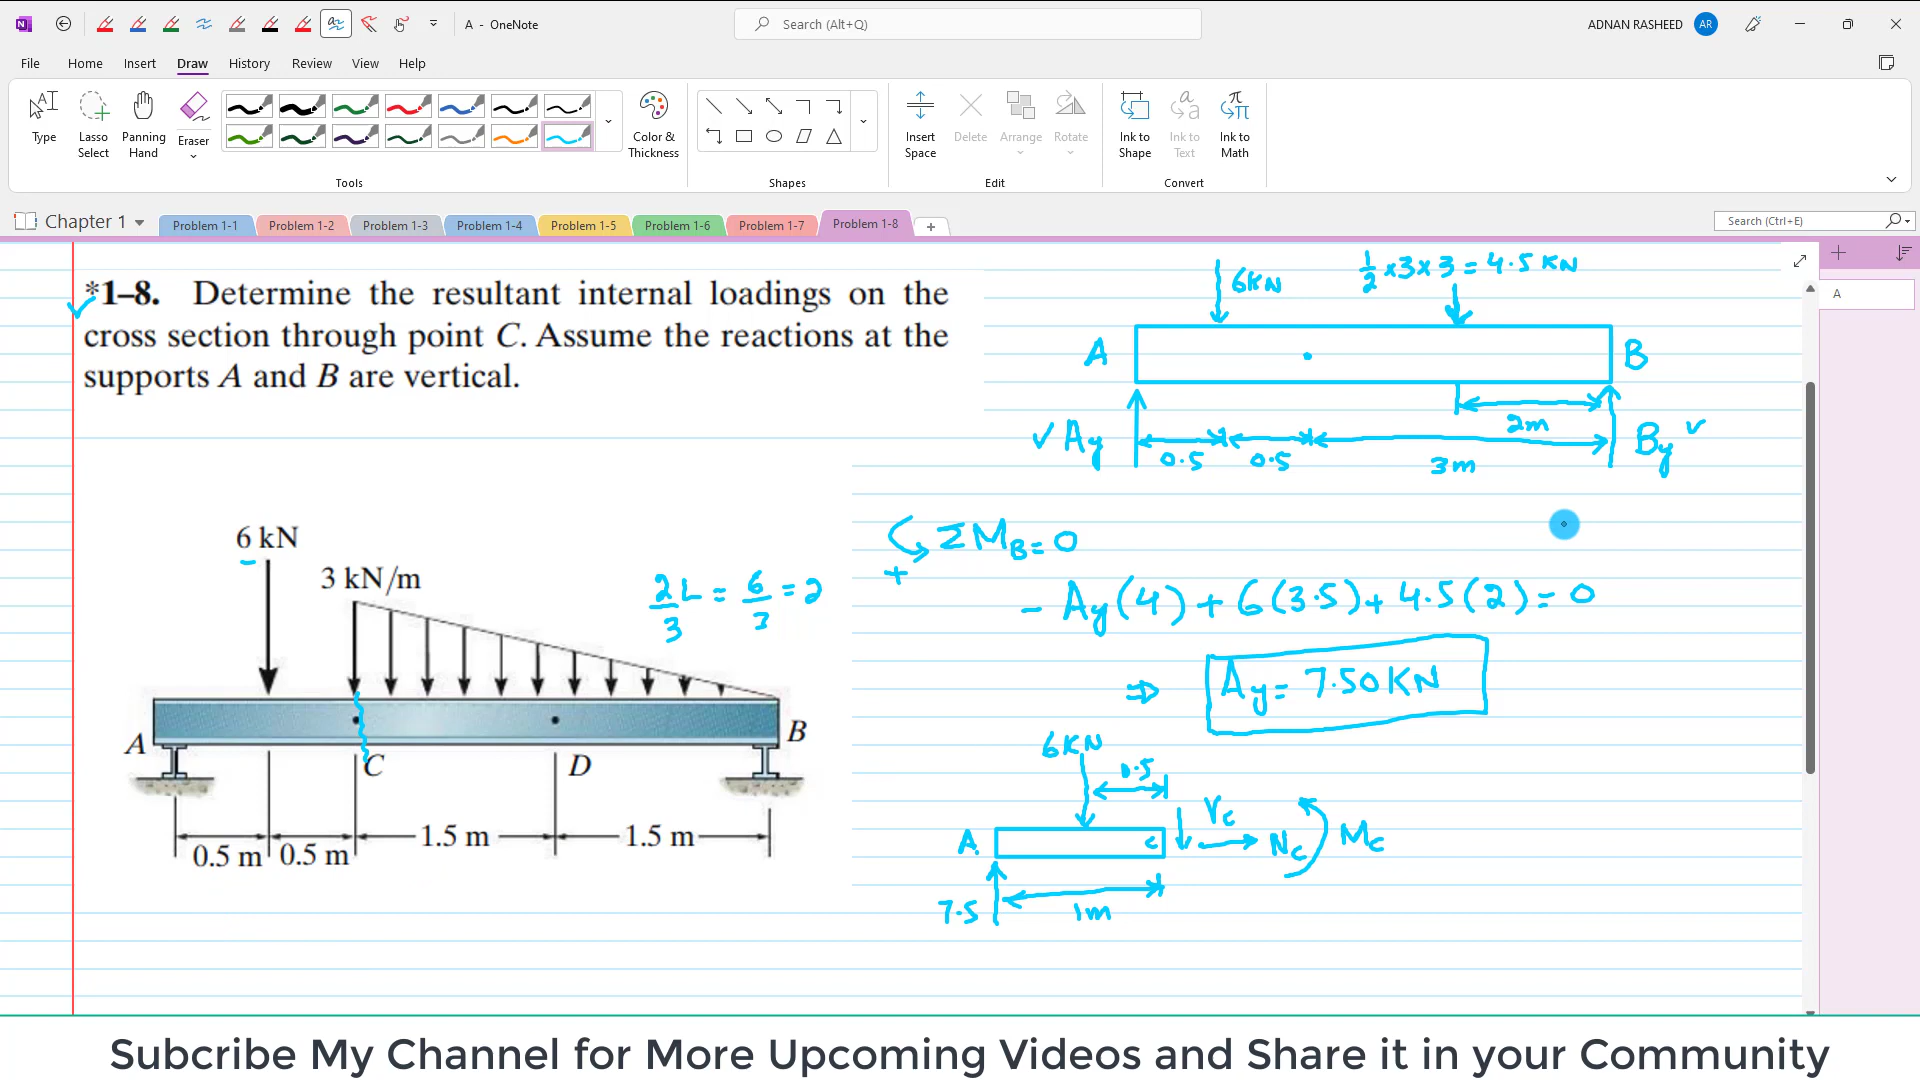 A - OneNote
Search (Alt+Q)
ADNAN RASHEED AR
File Home Insert Draw History Review View Help
Type
Lasso Select
Panning Hand
Eraser
Color & Thickness
Insert Space
Delete
Arrange
Rotate
Ink to Shape
Ink to Text
Ink to Math
Tools Shapes Edit Convert
Chapter 1 Problem 1-1 Problem 1-2 Problem 1-3 Problem 1-4 Problem 1-5 Problem 1-6 Problem 1-7 Problem 1-8
Search (Ctrl+E)
A
*1–8. Determine the resultant internal loadings on the
cross section through point C. Assume the reactions at the
supports A and B are vertical.
6 kN
3 kN/m
2/3 L = 6/3 = 2
A
B
C
D
0.5 m 0.5 m 1.5 m 1.5 m
6KN
1/2 ×3×3 = 4.5 KN
A
B
2m
✓ Ay
By ✓
0.5 0.5 3m
+ ΣM_B = 0
- Ay(4) + 6(3.5) + 4.5(2) = 0
⇒ Ay = 7.50 KN
6KN
0.5
Vc
A C Nc Mc
7.5 1m
Subcribe My Channel for More Upcoming Videos and Share it in your Community